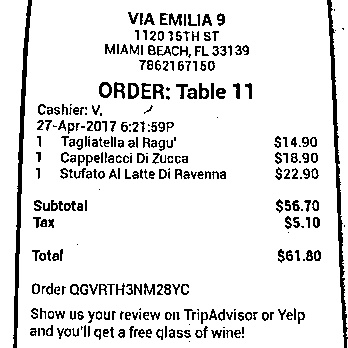 VIA EMILIA 9
1120 15TH ST
MIAMI BEACH, FL 33139
7862167150
ORDER: Table 11
Cashier: V.
27-Apr-2017 6:21:59P
1 Tagliatella al Ragu' $14.90
1 Cappellacci Di Zucca $18.90
1 Stufato Al Latte Di Ravenna $22.90
Subtotal $56.70
Tax $5.10
Total $61.80
Order QGVRTH3NM28YC
Show us your review on TripAdvisor or Yelp
and you'll get a free glass of wine!